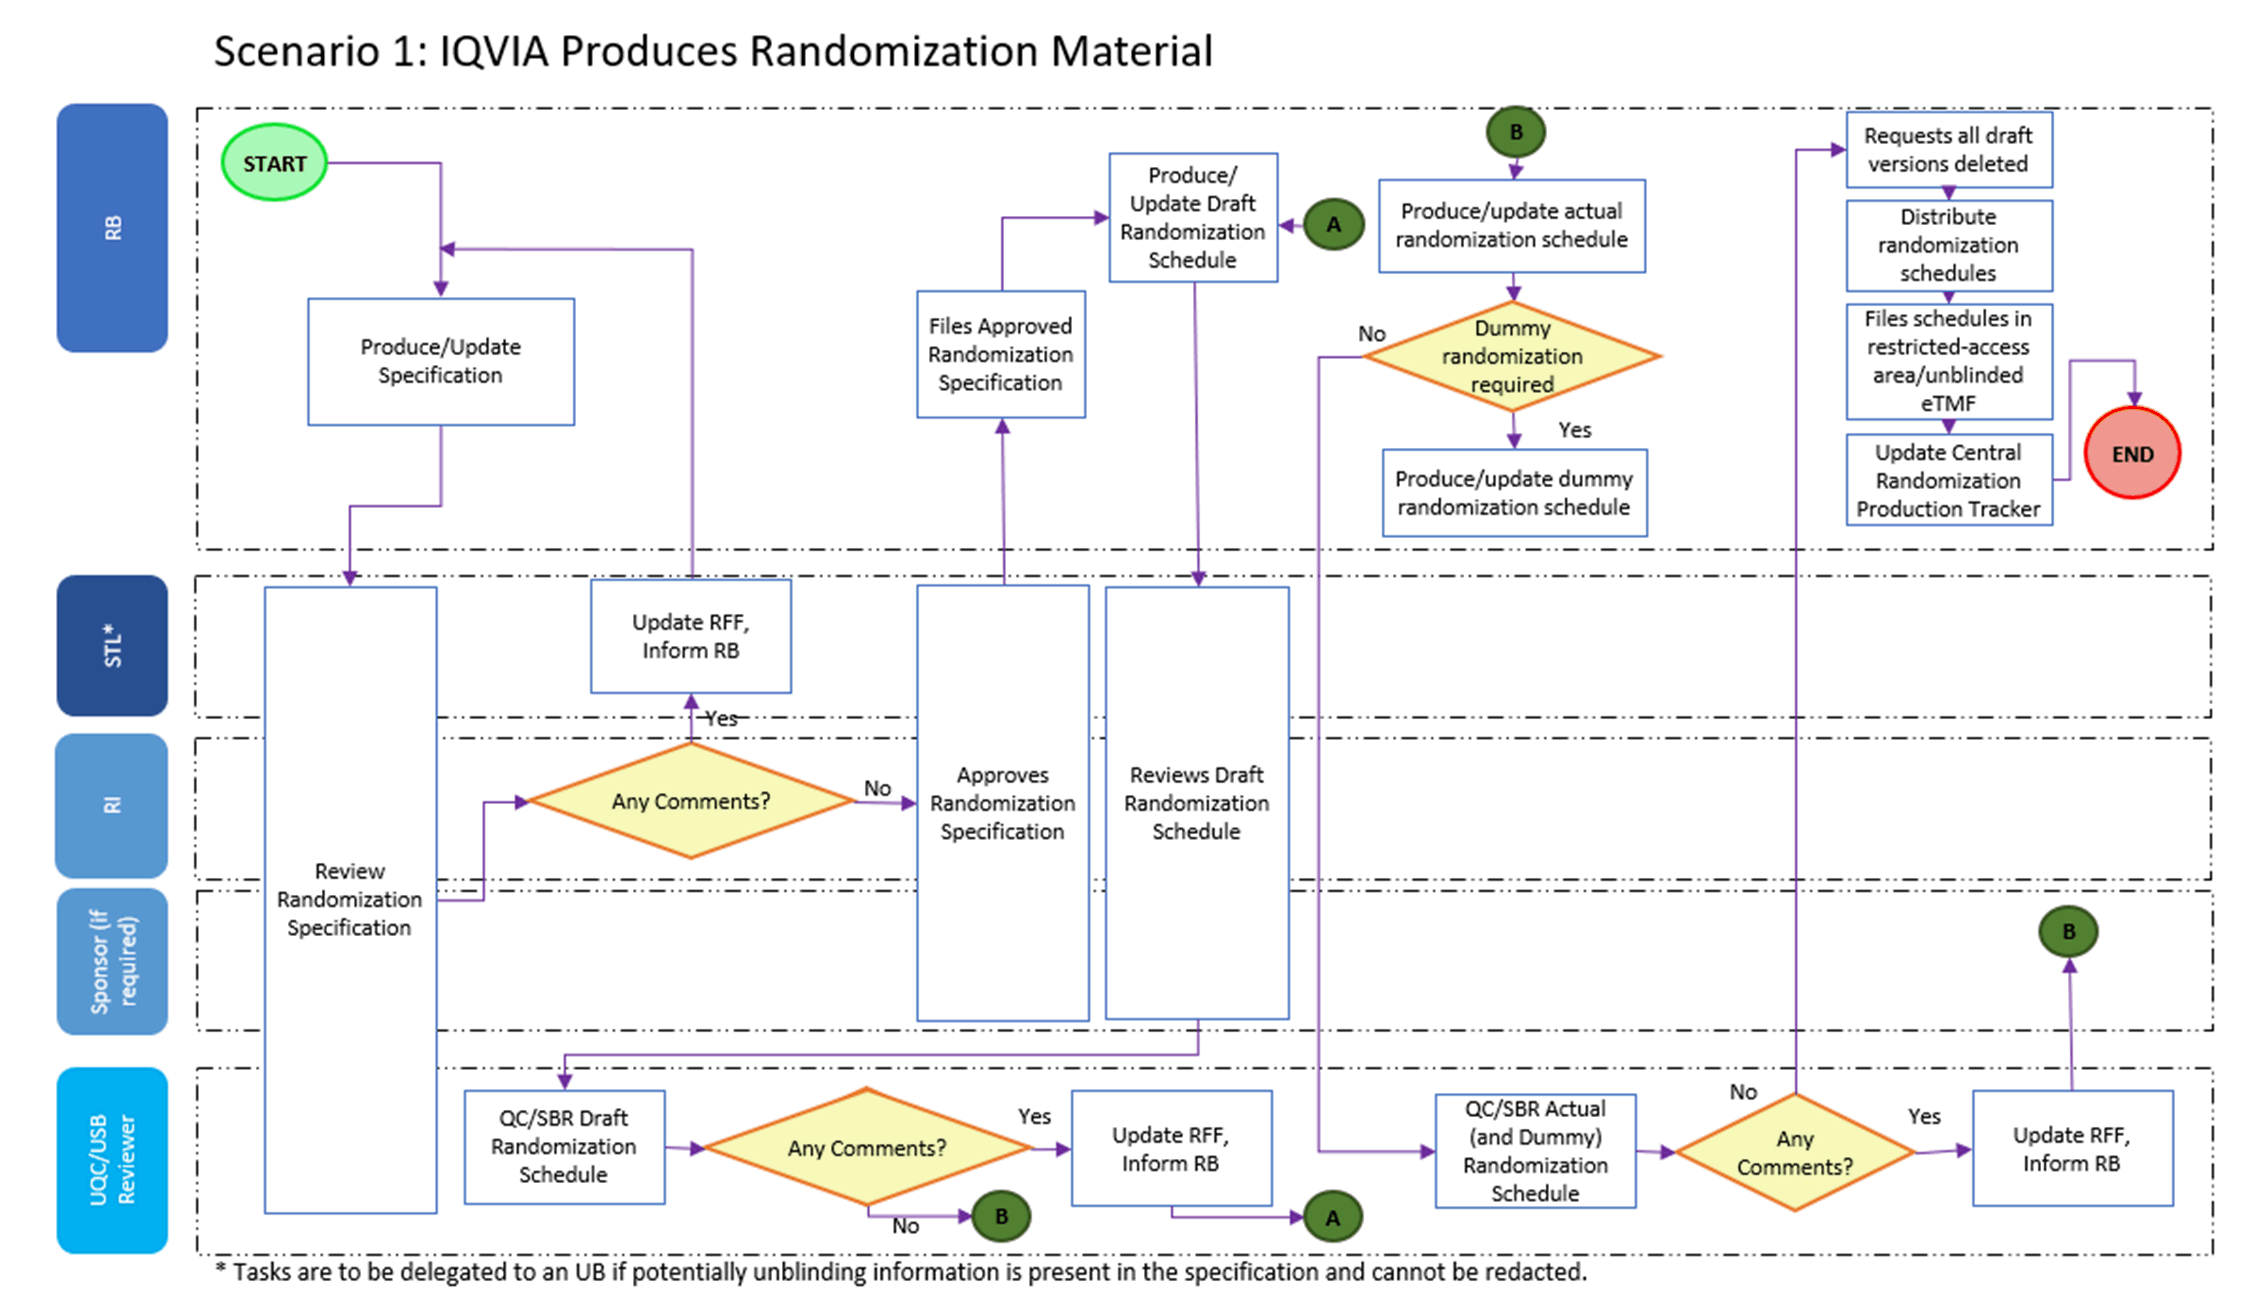 Scenario 1: IQVIA Produces Randomization Material
RB
START
Produce/Update
Specification
Files Approved
Randomization
Specification
Produce/
Update Draft
Randomization
Schedule
A
B
Produce/update actual
randomization schedule
No
Dummy
randomization
required
Yes
Produce/update dummy
randomization schedule
Requests all draft
versions deleted
Distribute
randomization
schedules
Files schedules in
restricted-access
area/unblinded
eTMF
Update Central
Randomization
Production Tracker
END
STL*
Update RFF,
Inform RB
Yes
RI
Any Comments?
No
Approves
Randomization
Specification
Reviews Draft
Randomization
Schedule
Sponsor (if
required)
Review
Randomization
Specification
B
UQC/USB
Reviewer
QC/SBR Draft
Randomization
Schedule
Any Comments?
Yes
No
B
Update RFF,
Inform RB
A
QC/SBR Actual
(and Dummy)
Randomization
Schedule
No
Any
Comments?
Yes
Update RFF,
Inform RB
* Tasks are to be delegated to an UB if potentially unblinding information is present in the specification and cannot be redacted.